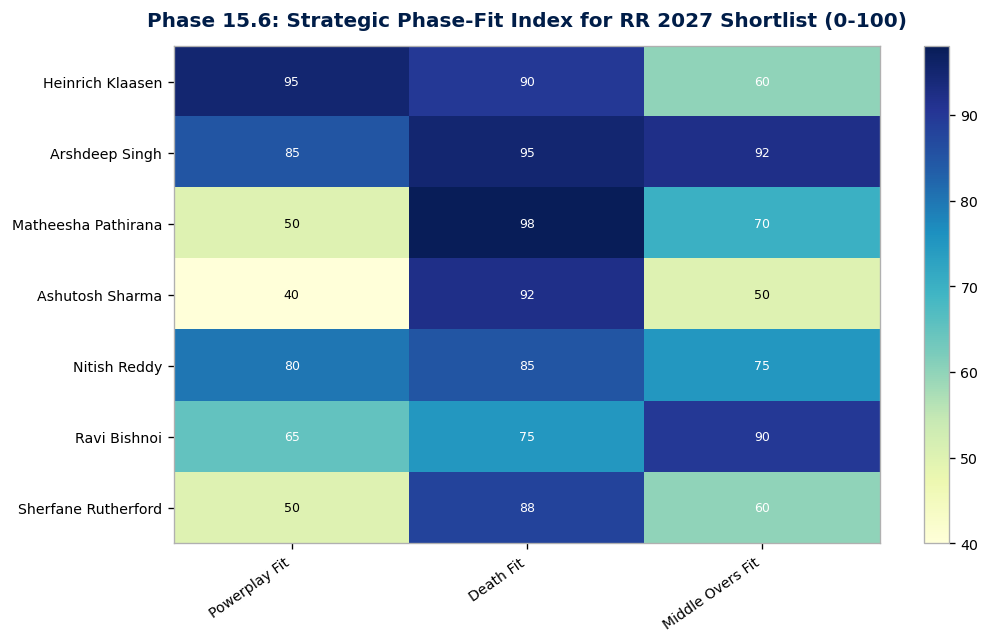 Phase 15.6: Strategic Phase-Fit Index for RR 2027 Shortlist (0-100)
Heinrich Klaasen 95 90 60
Arshdeep Singh 85 95 92
Matheesha Pathirana 50 98 70
Ashutosh Sharma 40 92 50
Nitish Reddy 80 85 75
Ravi Bishnoi 65 75 90
Sherfane Rutherford 50 88 60
Powerplay Fit Death Fit Middle Overs Fit
90
80
70
60
50
40